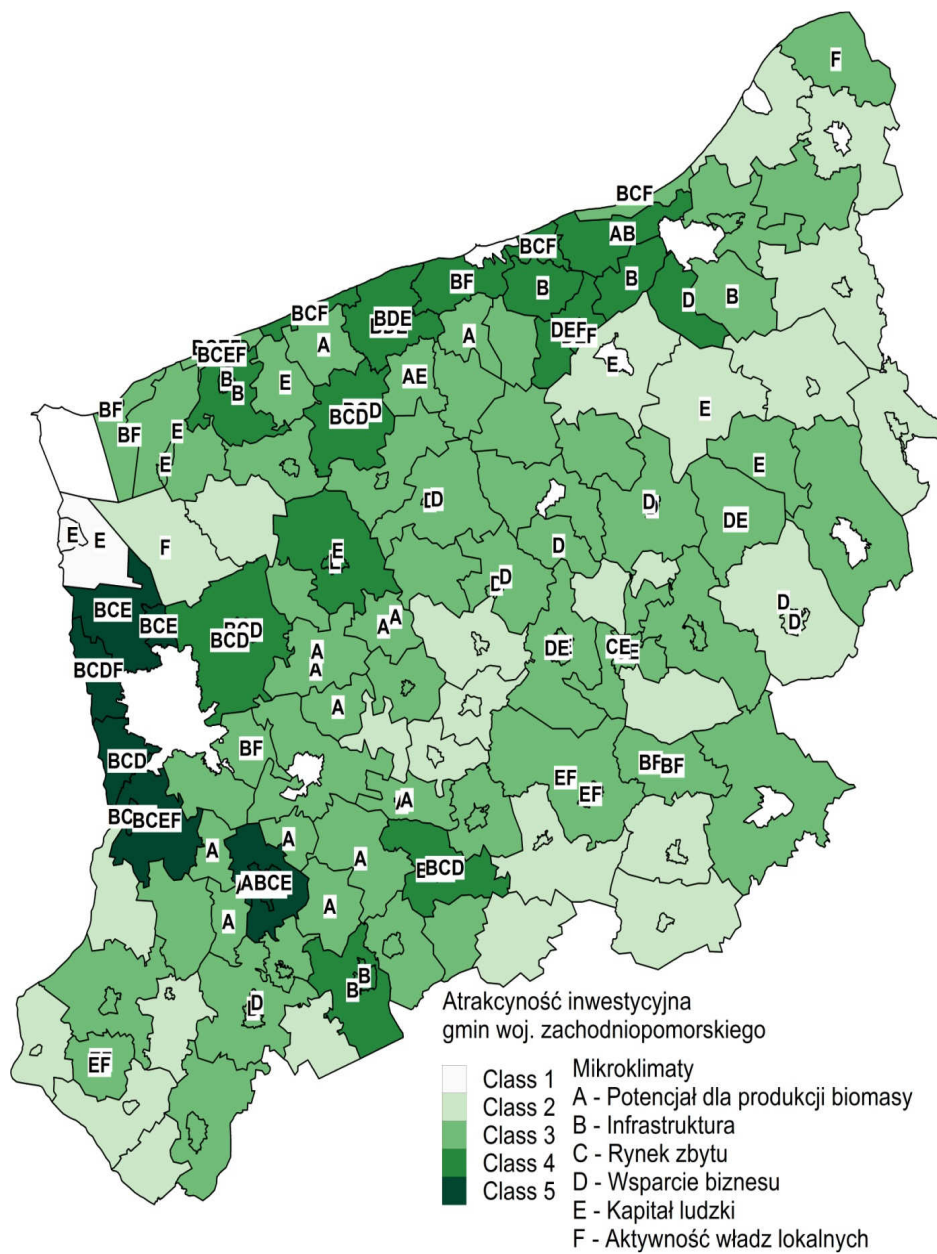 F
BCF
AB
BCF
BF
B
B
D
B
BCF
BDE
DEF
A
A
BCEF
B
B
E
AE
E
E
BCD
BF
BF
E
E
E
D
D
DE
E
E
F
E
D
D
BCE
BCE
BCD
A
A
D
D
DE
CE
A
A
BCDF
A
BF
BCD
EF
EF
BF
BF
A
BCEF
A
A
A
BCD
ABCE
A
A
B
B
D
EF
Atrakcyność inwestycyjna
gmin woj. zachodniopomorskiego
Class 1
Class 2
Class 3
Class 4
Class 5
Mikroklimaty
A - Potencjał dla produkcji biomasy
B - Infrastruktura
C - Rynek zbytu
D - Wsparcie biznesu
E - Kapitał ludzki
F - Aktywność władz lokalnych